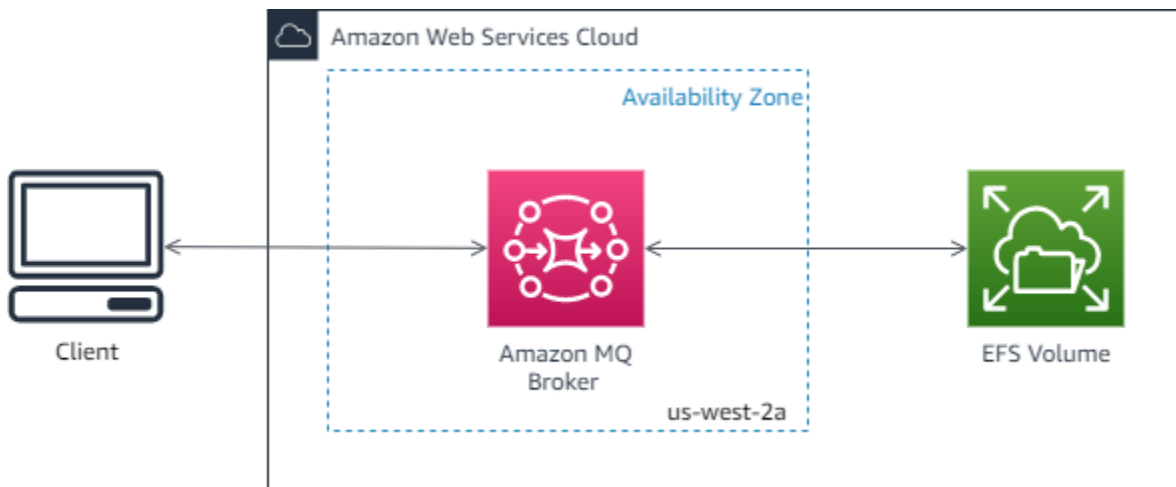 Amazon Web Services Cloud
Availability Zone
Client
Amazon MQ
Broker
EFS Volume
us-west-2a